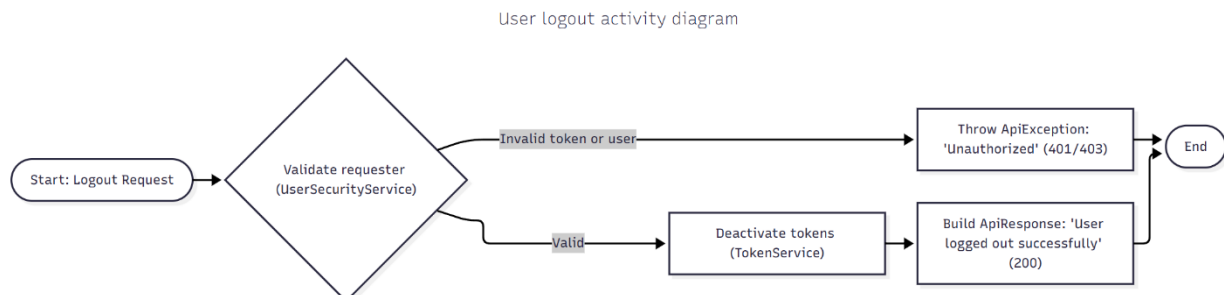 User logout activity diagram
Start: Logout Request
Validate requester
(UserSecurityService)
Invalid token or user
Throw ApiException:
'Unauthorized' (401/403)
End
Valid
Deactivate tokens
(TokenService)
Build ApiResponse: 'User
logged out successfully'
(200)